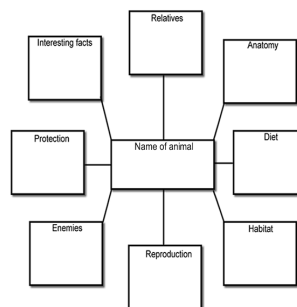 Relatives
Interesting facts
Anatomy
Protection
Name of animal
Diet
Enemies
Habitat
Reproduction